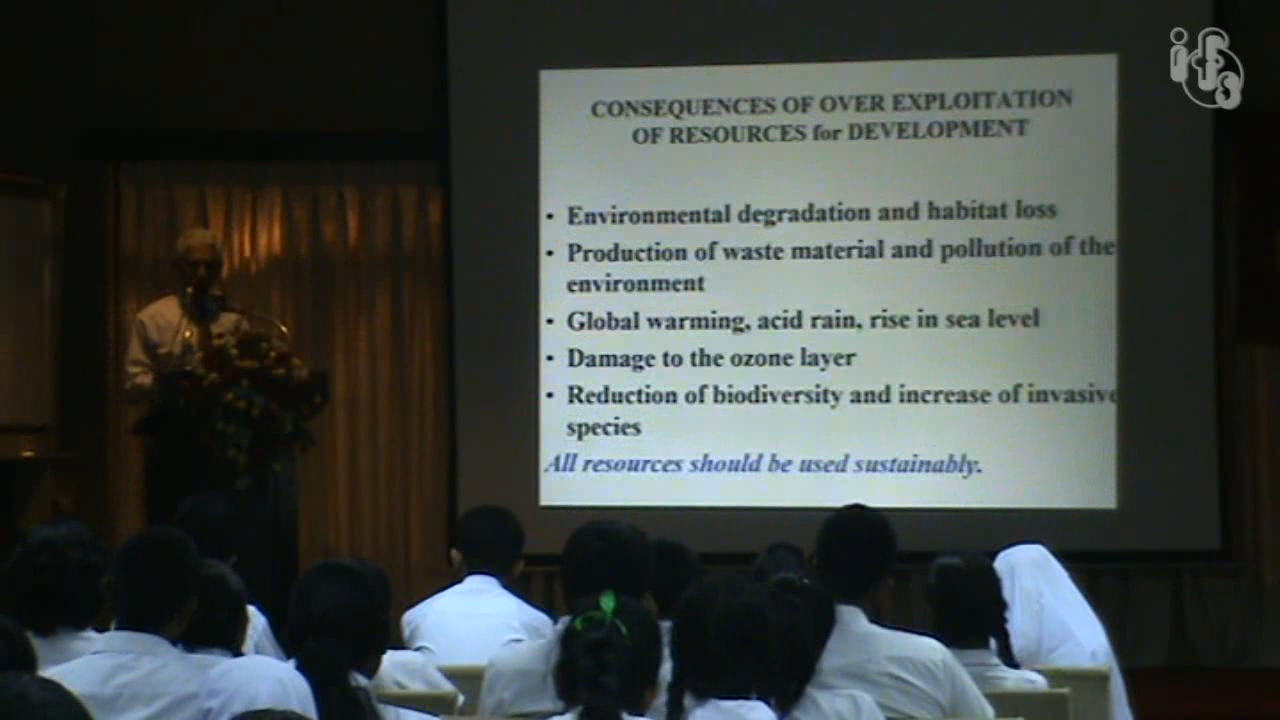 CONSEQUENCES OF OVER EXPLOITATION
OF RESOURCES for DEVELOPMENT
• Environmental degradation and habitat loss
• Production of waste material and pollution of the
environment
• Global warming, acid rain, rise in sea level
• Damage to the ozone layer
• Reduction of biodiversity and increase of invasive
species
All resources should be used sustainably.